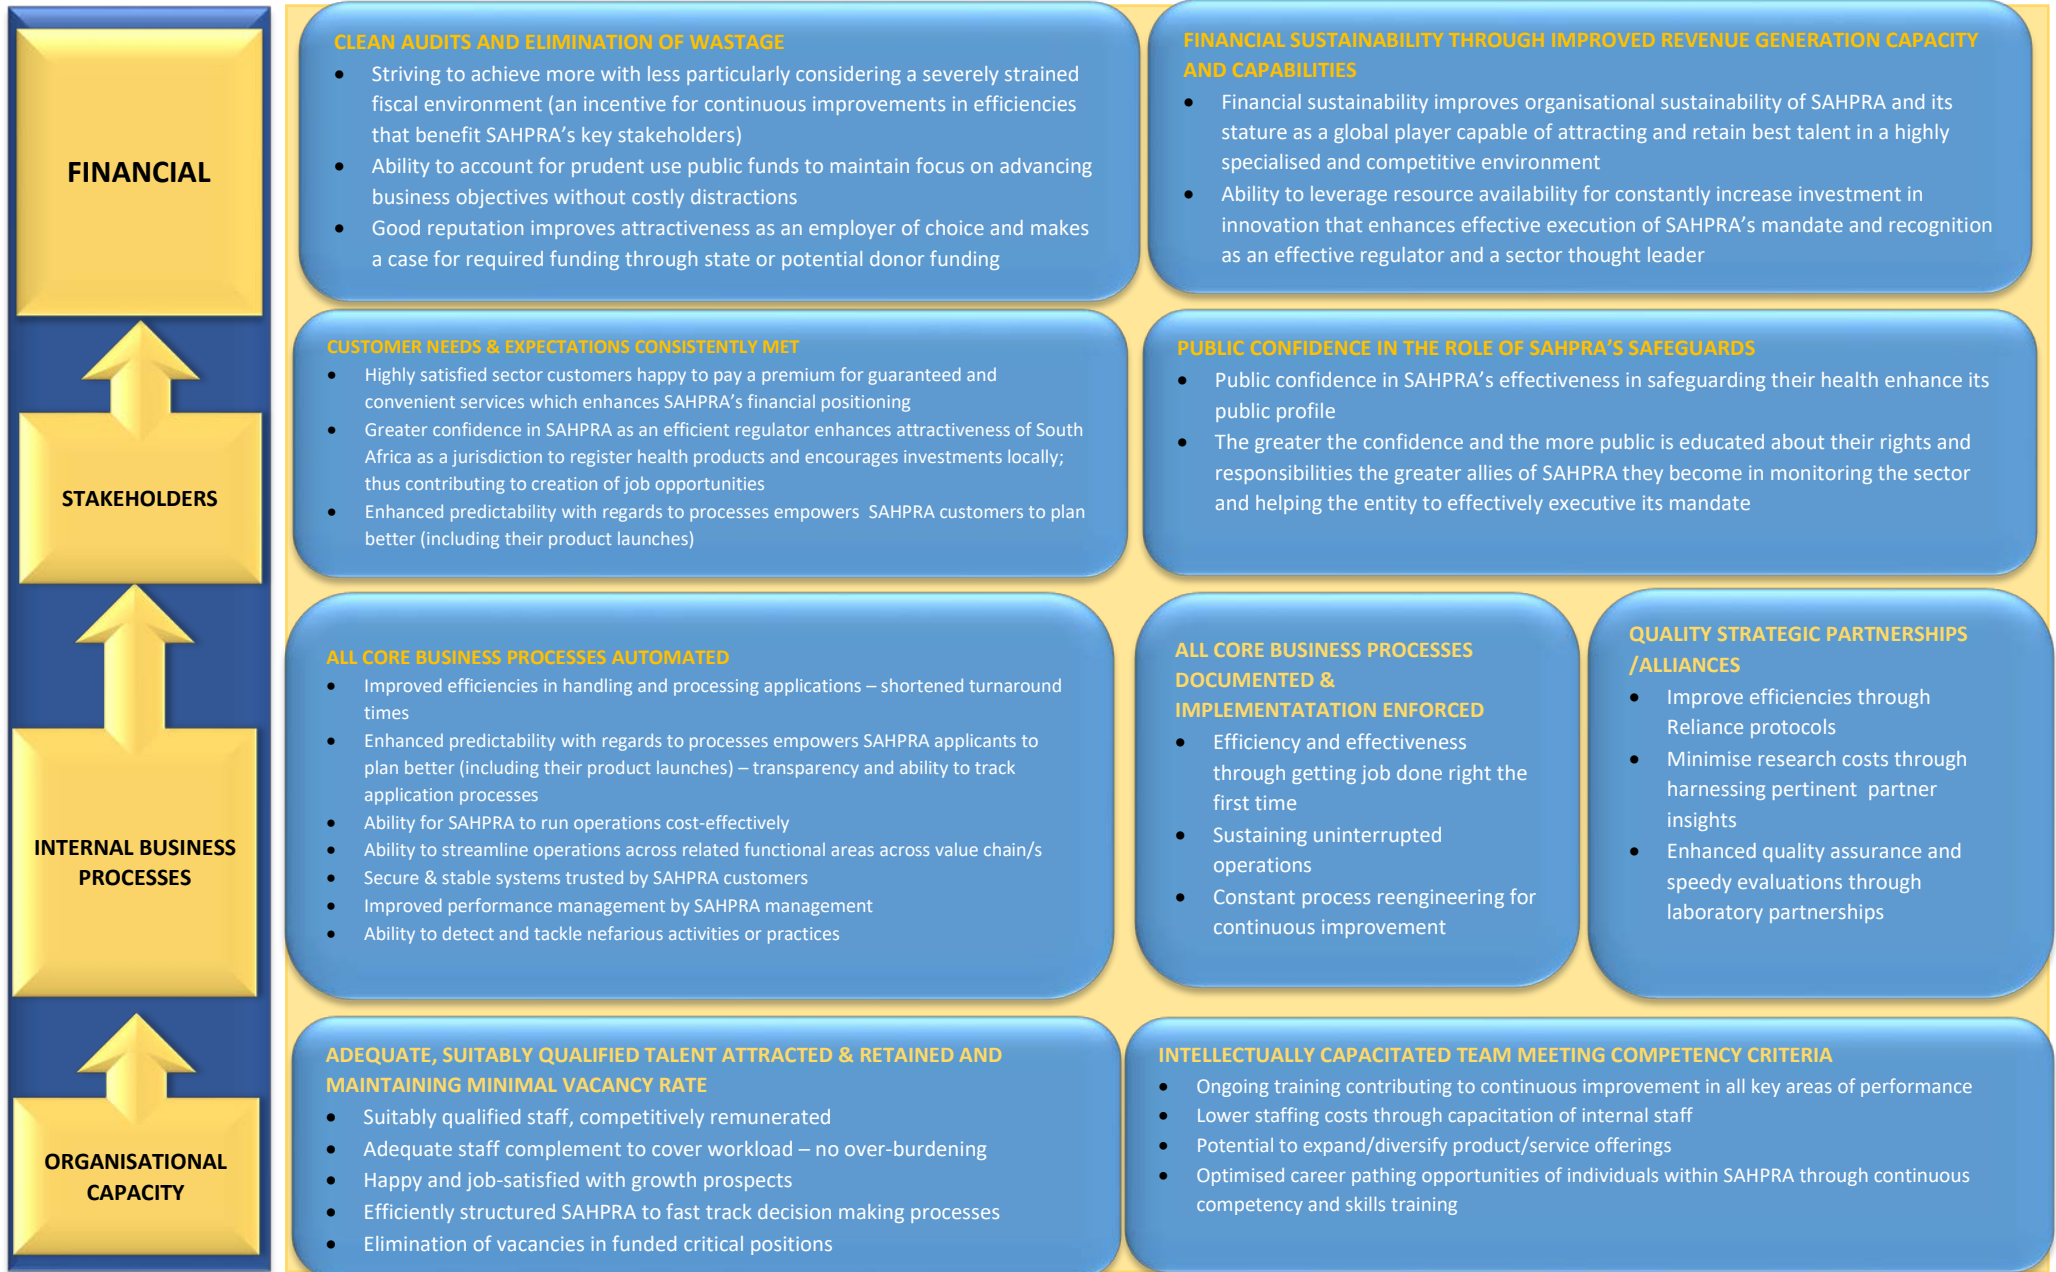 FINANCIAL
CLEAN AUDITS AND ELIMINATION OF WASTAGE
• Striving to achieve more with less particularly considering a severely strained
fiscal environment (an incentive for continuous improvements in efficiencies
that benefit SAHPRA’s key stakeholders)
• Ability to account for prudent use public funds to maintain focus on advancing
business objectives without costly distractions
• Good reputation improves attractiveness as an employer of choice and makes
a case for required funding through state or potential donor funding
FINANCIAL SUSTAINABILITY THROUGH IMPROVED REVENUE GENERATION CAPACITY
AND CAPABILITIES
• Financial sustainability improves organisational sustainability of SAHPRA and its
stature as a global player capable of attracting and retain best talent in a highly
specialised and competitive environment
• Ability to leverage resource availability for constantly increase investment in
innovation that enhances effective execution of SAHPRA’s mandate and recognition
as an effective regulator and a sector thought leader
STAKEHOLDERS
CUSTOMER NEEDS & EXPECTATIONS CONSISTENTLY MET
• Highly satisfied sector customers happy to pay a premium for guaranteed and
convenient services which enhances SAHPRA’s financial positioning
• Greater confidence in SAHPRA as an efficient regulator enhances attractiveness of South
Africa as a jurisdiction to register health products and encourages investments locally;
thus contributing to creation of job opportunities
• Enhanced predictability with regards to processes empowers SAHPRA customers to plan
better (including their product launches)
PUBLIC CONFIDENCE IN THE ROLE OF SAHPRA’S SAFEGUARDS
• Public confidence in SAHPRA’s effectiveness in safeguarding their health enhance its
public profile
• The greater the confidence and the more public is educated about their rights and
responsibilities the greater allies of SAHPRA they become in monitoring the sector
and helping the entity to effectively executive its mandate
INTERNAL BUSINESS
PROCESSES
ALL CORE BUSINESS PROCESSES AUTOMATED
• Improved efficiencies in handling and processing applications – shortened turnaround
times
• Enhanced predictability with regards to processes empowers SAHPRA applicants to
plan better (including their product launches) – transparency and ability to track
application processes
• Ability for SAHPRA to run operations cost-effectively
• Ability to streamline operations across related functional areas across value chain/s
• Secure & stable systems trusted by SAHPRA customers
• Improved performance management by SAHPRA management
• Ability to detect and tackle nefarious activities or practices
ALL CORE BUSINESS PROCESSES
DOCUMENTED &
IMPLEMENTATATION ENFORCED
• Efficiency and effectiveness
through getting job done right the
first time
• Sustaining uninterrupted
operations
• Constant process reengineering for
continuous improvement
QUALITY STRATEGIC PARTNERSHIPS
/ALLIANCES
• Improve efficiencies through
Reliance protocols
• Minimise research costs through
harnessing pertinent partner
insights
• Enhanced quality assurance and
speedy evaluations through
laboratory partnerships
ORGANISATIONAL
CAPACITY
ADEQUATE, SUITABLY QUALIFIED TALENT ATTRACTED & RETAINED AND
MAINTAINING MINIMAL VACANCY RATE
• Suitably qualified staff, competitively remunerated
• Adequate staff complement to cover workload – no over-burdening
• Happy and job-satisfied with growth prospects
• Efficiently structured SAHPRA to fast track decision making processes
• Elimination of vacancies in funded critical positions
INTELLECTUALLY CAPACITATED TEAM MEETING COMPETENCY CRITERIA
• Ongoing training contributing to continuous improvement in all key areas of performance
• Lower staffing costs through capacitation of internal staff
• Potential to expand/diversify product/service offerings
• Optimised career pathing opportunities of individuals within SAHPRA through continuous
competency and skills training